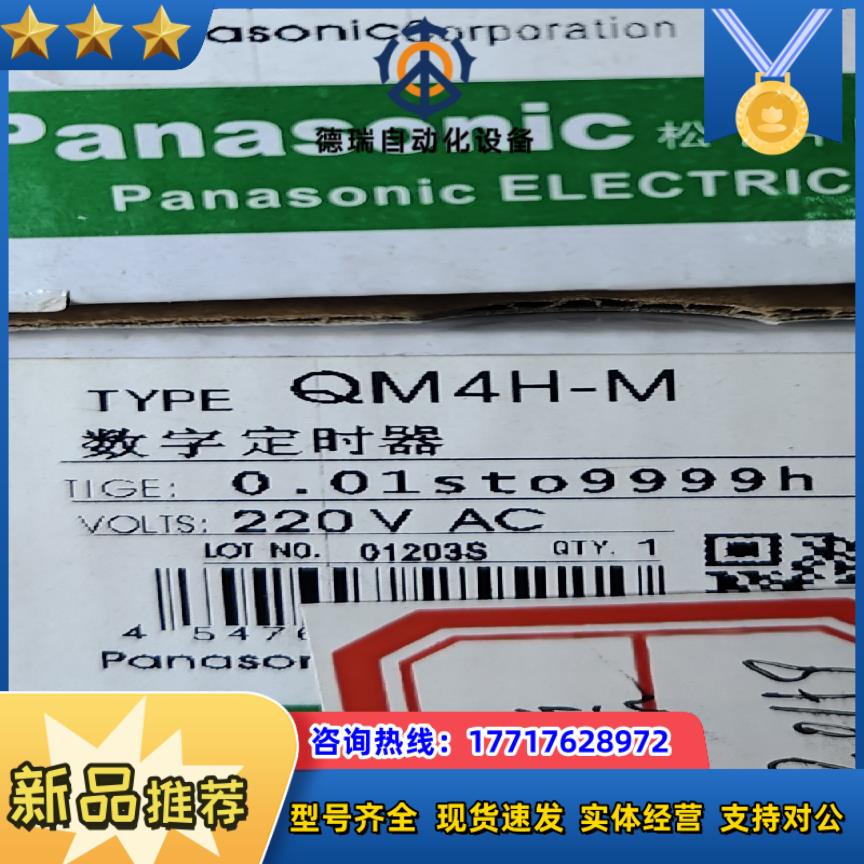 asonic Corporation
德瑞自动化设备
Panasonic 松
Panasonic ELECTRIC
TYPE QM4H-M
数字定时器
TIGE: 0.01sto9999h
VOLTS: 220V AC
LOT NO. 01203S QTY. 1
4 5476
Panason
咨询热线：17717628972
新品推荐
型号齐全 现货速发 实体经营 支持对公